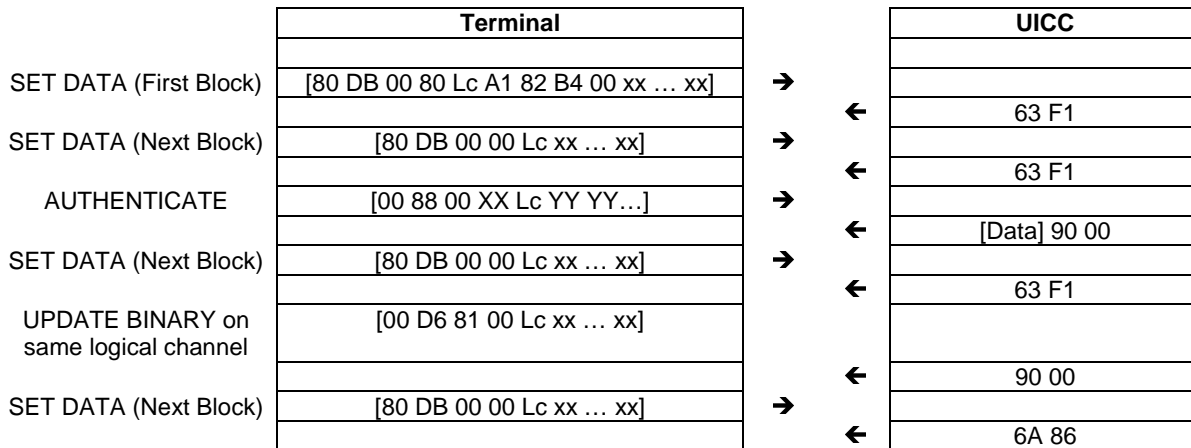 Terminal UICC
SET DATA (First Block) [80 DB 00 80 Lc A1 82 B4 00 xx … xx] ➔
🡸 63 F1
SET DATA (Next Block) [80 DB 00 00 Lc xx … xx] ➔
🡸 63 F1
AUTHENTICATE [00 88 00 XX Lc YY YY…] ➔
🡸 [Data] 90 00
SET DATA (Next Block) [80 DB 00 00 Lc xx … xx] ➔
🡸 63 F1
UPDATE BINARY on [00 D6 81 00 Lc xx … xx]
same logical channel
🡸 90 00
SET DATA (Next Block) [80 DB 00 00 Lc xx … xx] ➔
🡸 6A 86